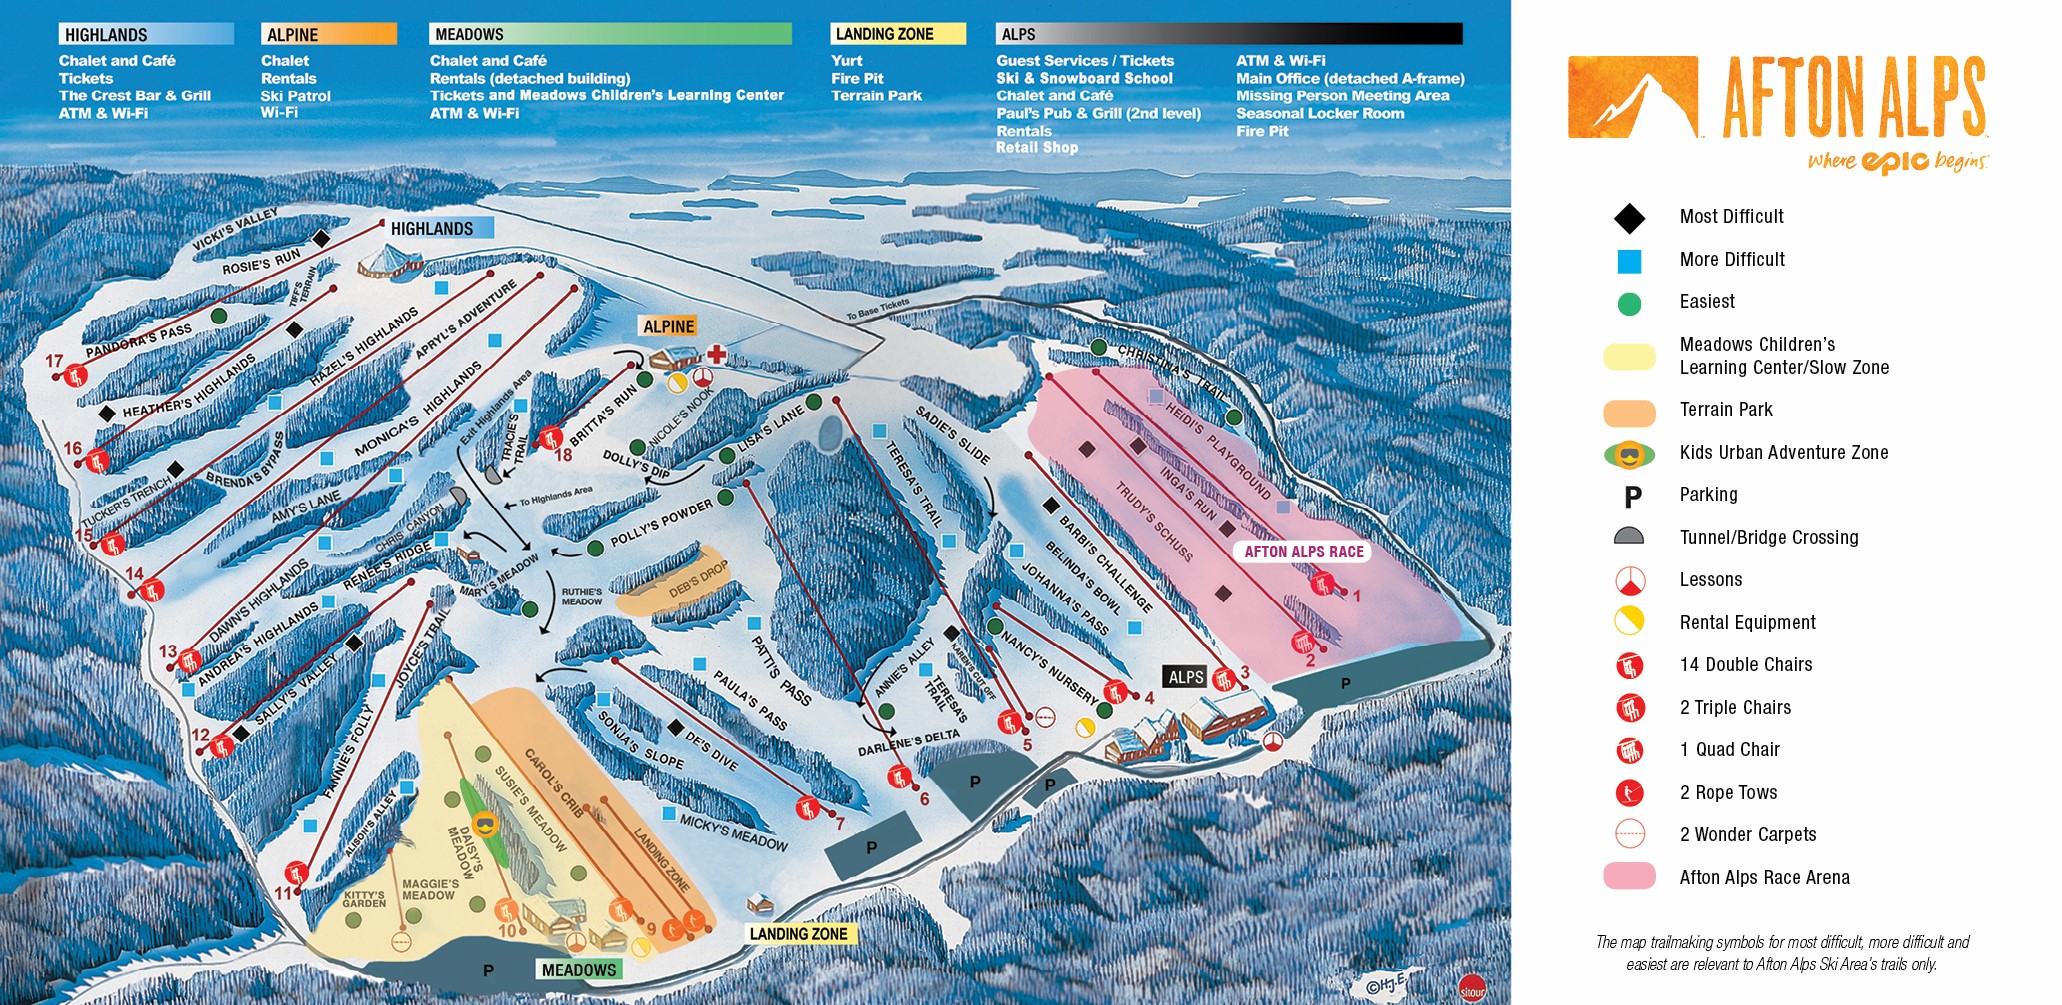 HIGHLANDS
Chalet and Café
Tickets
The Crest Bar & Grill
ATM & Wi-Fi
ALPINE
Chalet
Rentals
Ski Patrol
Wi-Fi
MEADOWS
Chalet and Café
Rentals (detached building)
Tickets and Meadows Children's Learning Center
ATM & Wi-Fi
LANDING ZONE
Yurt
Fire Pit
Terrain Park
ALPS
Guest Services / Tickets
Ski & Snowboard School
Chalet and Café
Paul's Pub & Grill (2nd level)
Rentals
Retail Shop
ATM & Wi-Fi
Main Office (detached A-frame)
Missing Person Meeting Area
Seasonal Locker Room
Fire Pit
VICKI'S VALLEY
HIGHLANDS
ROSIE'S RUN
TIFF'S
TERRAIN
PANDORA'S PASS
17
HEATHER'S HIGHLANDS
HAZEL'S HIGHLANDS
APRYL'S ADVENTURE
ALPINE
To Base Tickets
CHRISTINA'S TRAIL
16
TUCKER'S TRENCH
BRENDA'S BYPASS
MONICA'S HIGHLANDS
Exit Highlands Area
TRACIE'S
TRAIL
18
BRITTA'S RUN
NICOLE'S NOOK
DOLLY'S DIP
LISA'S LANE
SADIE'S SLIDE
TERESA'S TRAIL
HEIDI'S PLAYGROUND
INGA'S RUN
TRUDY'S SCHUSS
AFTON ALPS RACE
15
AMY'S LANE
CHRIS' CANYON
To Highlands Area
POLLY'S POWDER
BARBI'S CHALLENGE
BELINDA'S BOWL
JOHANNA'S PASS
14
DAWN'S HIGHLANDS
RENEE'S RIDGE
MARY'S MEADOW
RUTHIE'S
MEADOW
DEB'S DROP
1
2
13
ANDREA'S HIGHLANDS
SALLY'S VALLEY
JOYCE'S TRAIL
PATTI'S PASS
PAULA'S PASS
ANNIE'S ALLEY
KAREN'S CUT OFF
TERESA'S
TRAIL
NANCY'S NURSERY
ALPS
3
4
P
12
FANNIE'S FOLLY
SONJA'S SLOPE
DE'S DIVE
DARLENE'S DELTA
5
P
P
6
CAROL'S CRIB
SUSIE'S MEADOW
DAISY'S
MEADOW
ALISON'S ALLEY
MICKY'S MEADOW
7
P
LANDING ZONE
11
KITTY'S
GARDEN
MAGGIE'S
MEADOW
10
9
LANDING ZONE
P
MEADOWS
©HJ.E.
sitour
AFTON ALPS
where epic begins
Most Difficult
More Difficult
Easiest
Meadows Children's
Learning Center/Slow Zone
Terrain Park
Kids Urban Adventure Zone
P
Parking
Tunnel/Bridge Crossing
Lessons
Rental Equipment
14 Double Chairs
2 Triple Chairs
1 Quad Chair
2 Rope Tows
2 Wonder Carpets
Afton Alps Race Arena
The map trailmaking symbols for most difficult, more difficult and
easiest are relevant to Afton Alps Ski Area's trails only.